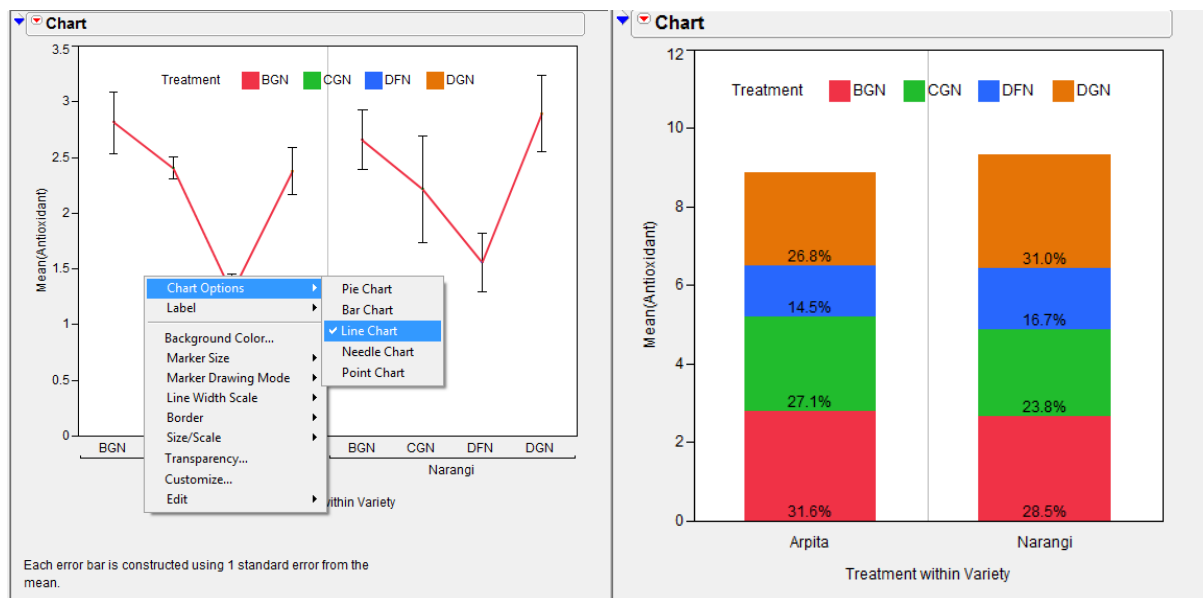 Chart
3.5
3
2.5
2
1.5
1
0.5
0
Mean(Antioxidant)
Treatment BGN CGN DFN DGN
Chart Options
Label
Background Color...
Marker Size
Marker Drawing Mode
Line Width Scale
Border
Size/Scale
Transparency...
Customize...
Edit
Pie Chart
Bar Chart
Line Chart
Needle Chart
Point Chart
BGN BGN CGN DFN DGN
Narangi
within Variety
Each error bar is constructed using 1 standard error from the
mean.
Chart
12
10
8
6
4
2
0
Mean(Antioxidant)
Treatment BGN CGN DFN DGN
26.8% 31.0%
14.5% 16.7%
27.1% 23.8%
31.6% 28.5%
Arpita Narangi
Treatment within Variety